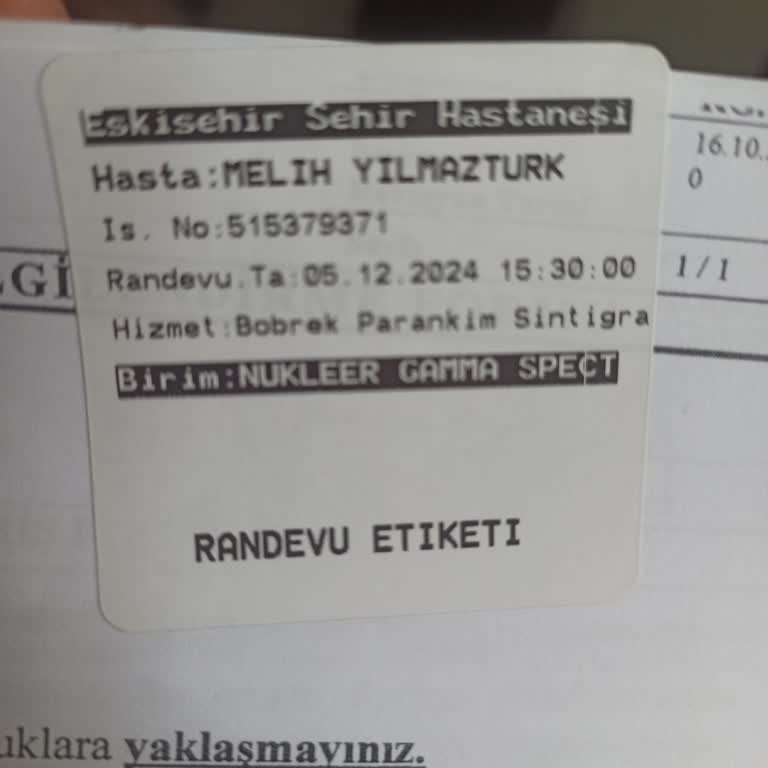 Eskisehir Sehir Hastanesi
Hasta:MELIH YILMAZTURK
Is. No:515379371
Randevu.Ta:05.12.2024 15:30:00
Hizmet:Bobrek Parankim Sintigra
Birim:NUKLEER GAMMA SPECT
RANDEVU ETIKETI
16.10.
0
1/1
yaklaşmayınız.